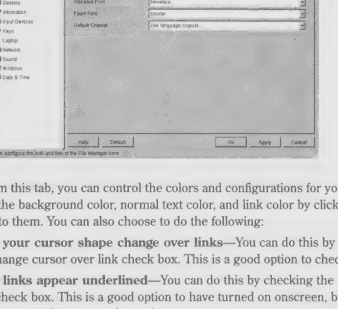 Desktop
Information
Input Devices
Keys
Laptop
Network
Sound
Windows
Date & Time
Standard Font
helvetica
Fixed Font
courier
Default Charset
Use language charset
Help Default OK Apply Cancel
configure the look and feel of the File Manager here
m this tab, you can control the colors and configurations for yo
the background color, normal text color, and link color by click
to them. You can also choose to do the following:
your cursor shape change over links—You can do this by
hange cursor over link check box. This is a good option to chec
links appear underlined—You can do this by checking the
check box. This is a good option to have turned on onscreen, b